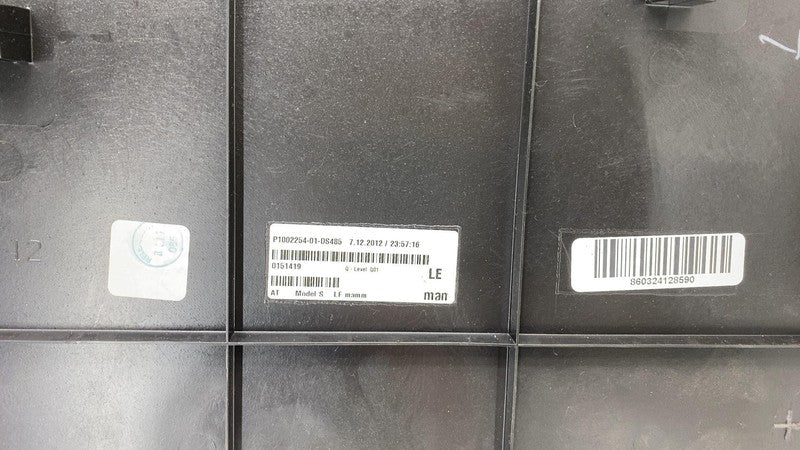 P1002254-01-DS485 7.12.2012 / 23:57:16
0151419 Q - Level Q01
LE
AT Model S LE mamm man
860324128590
12